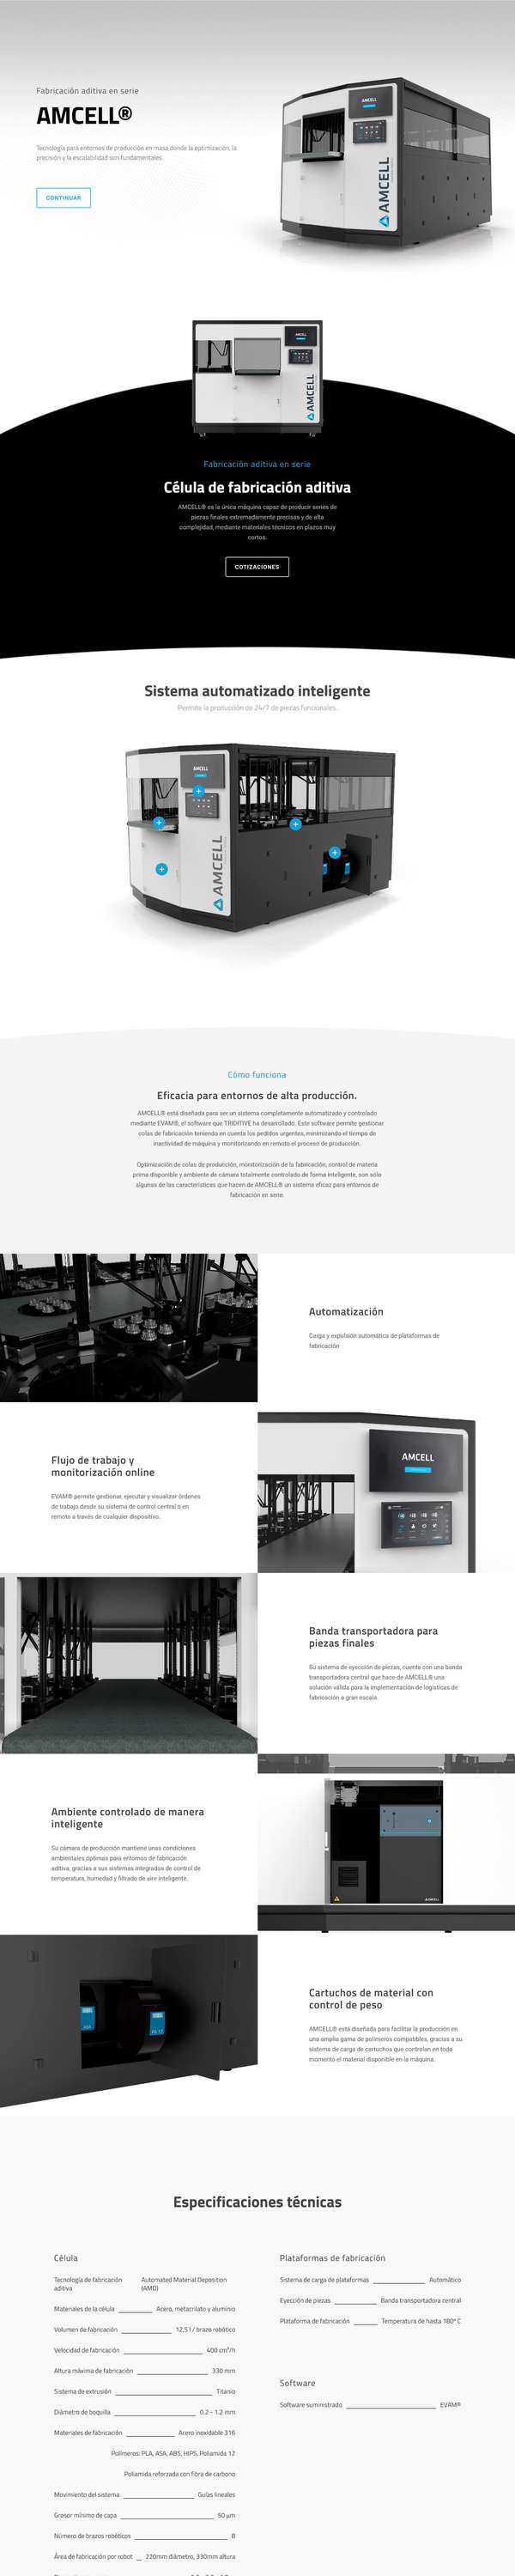 Fabricación aditiva en serie
AMCELL®
Tecnología para entornos de producción en masa donde la optimización, la
precisión y la escalabilidad son fundamentales.
CONTINUAR
AMCELL
AMCELL
AMCELL
Fabricación aditiva en serie
Célula de fabricación aditiva
AMCELL® es la única máquina capaz de producir series de
piezas finales extremadamente precisas y de alta
complejidad, mediante materiales técnicos en plazos muy
cortos.
COTIZACIONES
Sistema automatizado inteligente
Permite la producción de 24/7 de piezas funcionales.
AMCELL
AMCELL
Cómo funciona
Eficacia para entornos de alta producción.
AMCELL® está diseñada para ser un sistema completamente automatizado y controlado
mediante EVAM®, el software que TRIDITIVE ha desarrollado. Este software permite gestionar
colas de fabricación teniendo en cuenta los pedidos urgentes, minimizando el tiempo de
inactividad de máquina y monitorizando en remoto el proceso de producción.
Optimización de colas de producción, monitorización de la fabricación, control de materia
prima disponible y ambiente de cámara totalmente controlado de forma inteligente, son sólo
algunas de las características que hacen de AMCELL® un sistema eficaz para entornos de
fabricación en serie.
Automatización
Carga y expulsión automática de plataformas de
fabricación
Flujo de trabajo y
monitorización online
EVAM® permite gestionar, ejecutar y visualizar órdenes
de trabajo desde su sistema de control central o en
remoto a través de cualquier dispositivo.
AMCELL
Banda transportadora para
piezas finales
Su sistema de eyección de piezas, cuenta con una banda
transportadora central que hace de AMCELL® una
solución válida para la implementación de logísticas de
fabricación a gran escala.
Ambiente controlado de manera
inteligente
Su cámara de producción mantiene unas condiciones
ambientales óptimas para entornos de fabricación
aditiva, gracias a sus sistemas integrados de control de
temperatura, humedad y filtrado de aire inteligente.
AMCELL
Cartuchos de material con
control de peso
AMCELL® está diseñada para facilitar la producción en
una amplia gama de polímeros compatibles, gracias a su
sistema de carga de cartuchos que controlan en todo
momento el material disponible en la máquina.
ASA
PA 12
Especificaciones técnicas
Célula
Tecnología de fabricación aditiva Automated Material Deposition (AMD)
Materiales de la célula Acero, metacrilato y aluminio
Volumen de fabricación 12,5 l / brazo robótico
Velocidad de fabricación 400 cm³/h
Altura máxima de fabricación 330 mm
Sistema de extrusión Titanio
Diámetro de boquilla 0.2 - 1.2 mm
Materiales de fabricación Acero inoxidable 316
Polímeros: PLA, ASA, ABS, HIPS, Poliamida 12
Poliamida reforzada con fibra de carbono
Movimiento del sistema Guías lineales
Grosor mínimo de capa 50 μm
Número de brazos robóticos 8
Área de fabricación por robot 220mm diámetro, 330mm altura
Plataformas de fabricación
Sistema de carga de plataformas Automático
Eyección de piezas Banda transportadora central
Plataforma de fabricación Temperatura de hasta 180º C
Software
Software suministrado EVAM®